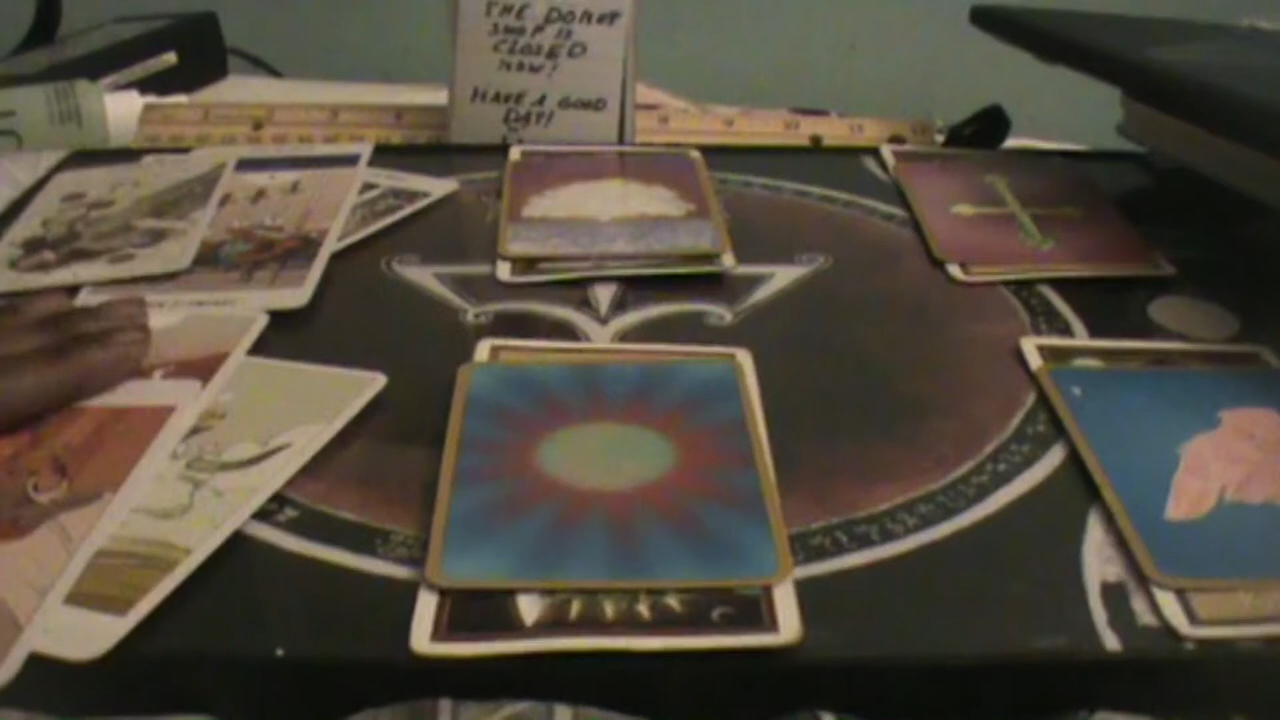 THE DONUT
SHOP IS
CLOSED
NOW!
HAVE A GOOD
DAY!